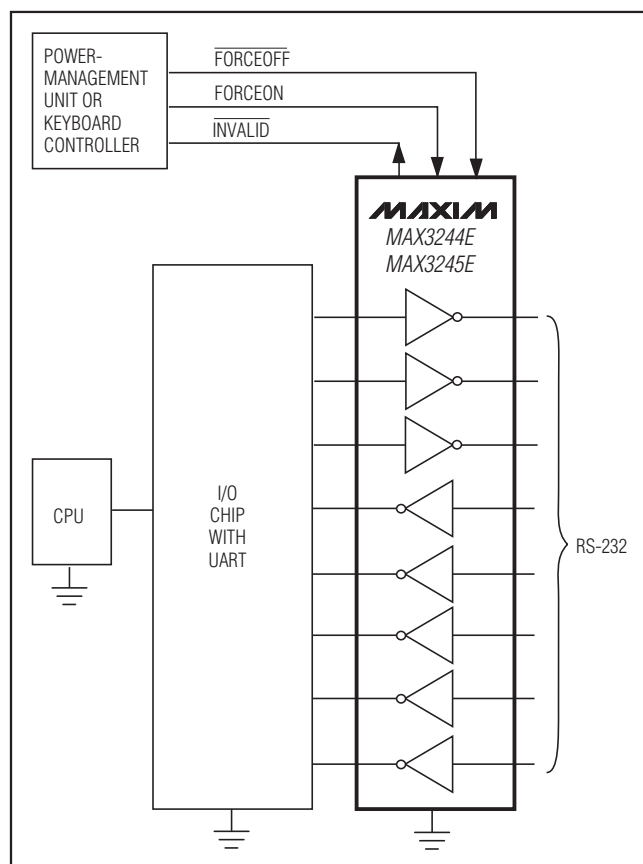 POWER-
MANAGEMENT
UNIT OR
KEYBOARD
CONTROLLER
FORCEOFF
FORCEON
INVALID
MAXIM
MAX3244E
MAX3245E
CPU
I/O
CHIP
WITH
UART
RS-232